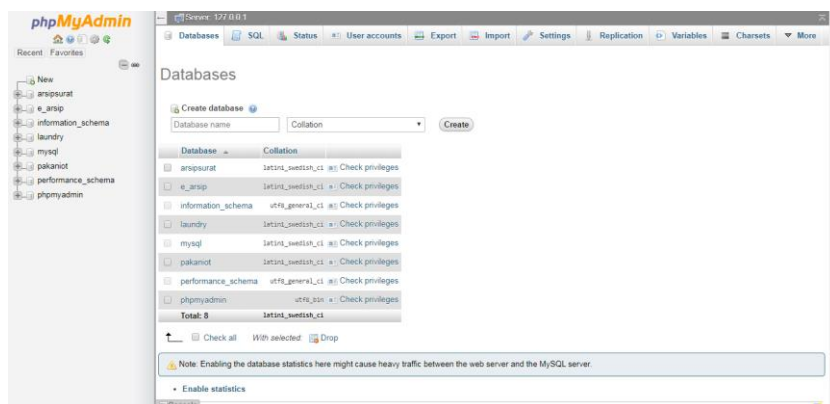 phpMyAdmin
Recent Favorites
New
arsipsurat
e_arsip
information_schema
laundry
mysql
pakaniot
performance_schema
phpmyadmin
Server: 127.0.0.1
Databases SQL Status User accounts Export Import Settings Replication Variables Charsets More
Databases
Create database
Database name Collation Create
Database Collation
arsipsurat latin1_swedish_ci Check privileges
e_arsip latin1_swedish_ci Check privileges
information_schema utf8_general_ci Check privileges
laundry latin1_swedish_ci Check privileges
mysql latin1_swedish_ci Check privileges
pakaniot latin1_swedish_ci Check privileges
performance_schema utf8_general_ci Check privileges
phpmyadmin utf8_bin Check privileges
Total: 8 latin1_swedish_ci
Check all With selected: Drop
Note: Enabling the database statistics here might cause heavy traffic between the web server and the MySQL server.
Enable statistics